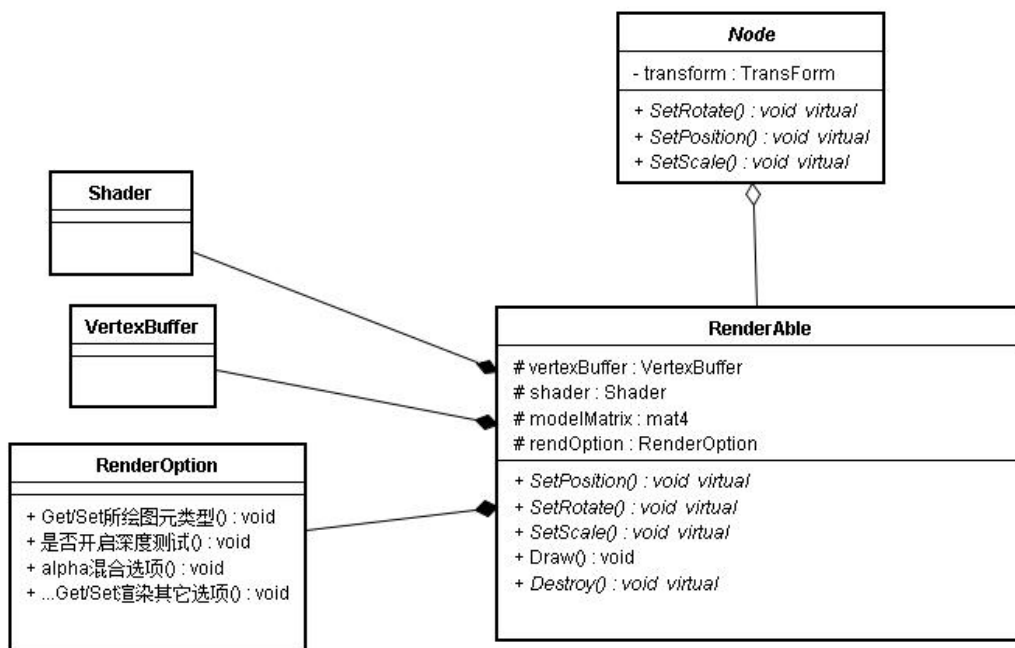 Node
- transform : TransForm
+ SetRotate() : void virtual
+ SetPosition() : void virtual
+ SetScale() : void virtual
Shader
VertexBuffer
RenderOption
+ Get/Set所绘图元类型() : void
+ 是否开启深度测试() : void
+ alpha混合选项() : void
+ ...Get/Set渲染其它选项() : void
RenderAble
# vertexBuffer : VertexBuffer
# shader : Shader
# modelMatrix : mat4
# rendOption : RenderOption
+ SetPosition() : void virtual
+ SetRotate() : void virtual
+ SetScale() : void virtual
+ Draw() : void
+ Destroy() : void virtual